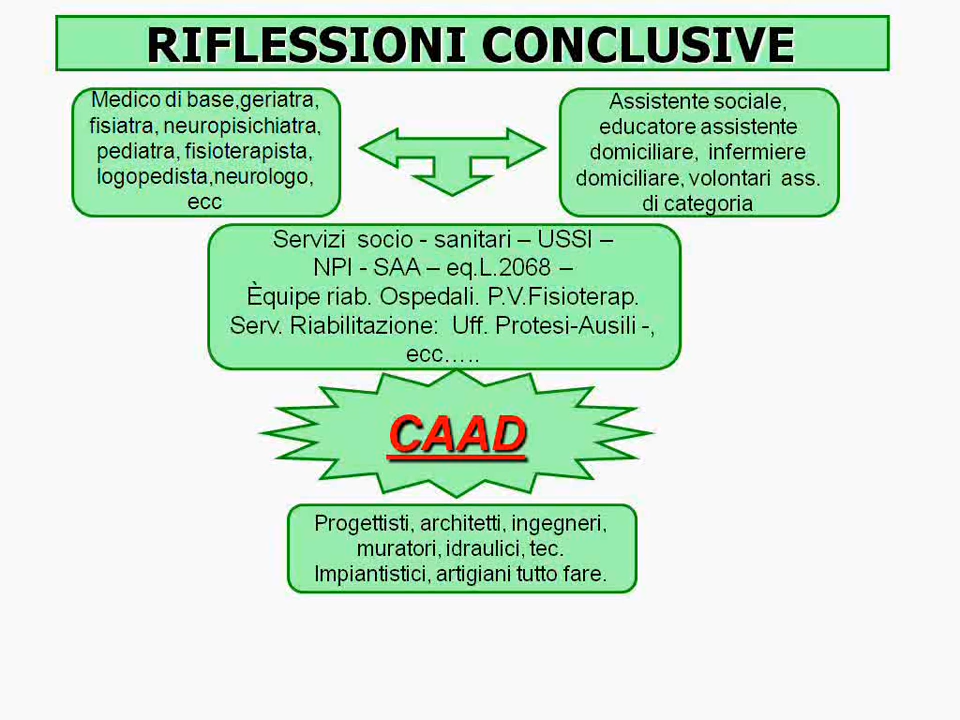 RIFLESSIONI CONCLUSIVE
Medico di base,geriatra,
fisiatra, neuropisichiatra,
pediatra, fisioterapista,
logopedista,neurologo,
ecc
Assistente sociale,
educatore assistente
domiciliare, infermiere
domiciliare, volontari ass.
di categoria
Servizi socio - sanitari – USSI –
NPI - SAA – eq.L.2068 –
Èquipe riab. Ospedali. P.V.Fisioterap.
Serv. Riabilitazione: Uff. Protesi-Ausili -,
ecc…..
CAAD
Progettisti, architetti, ingegneri,
muratori, idraulici, tec.
Impiantistici, artigiani tutto fare.